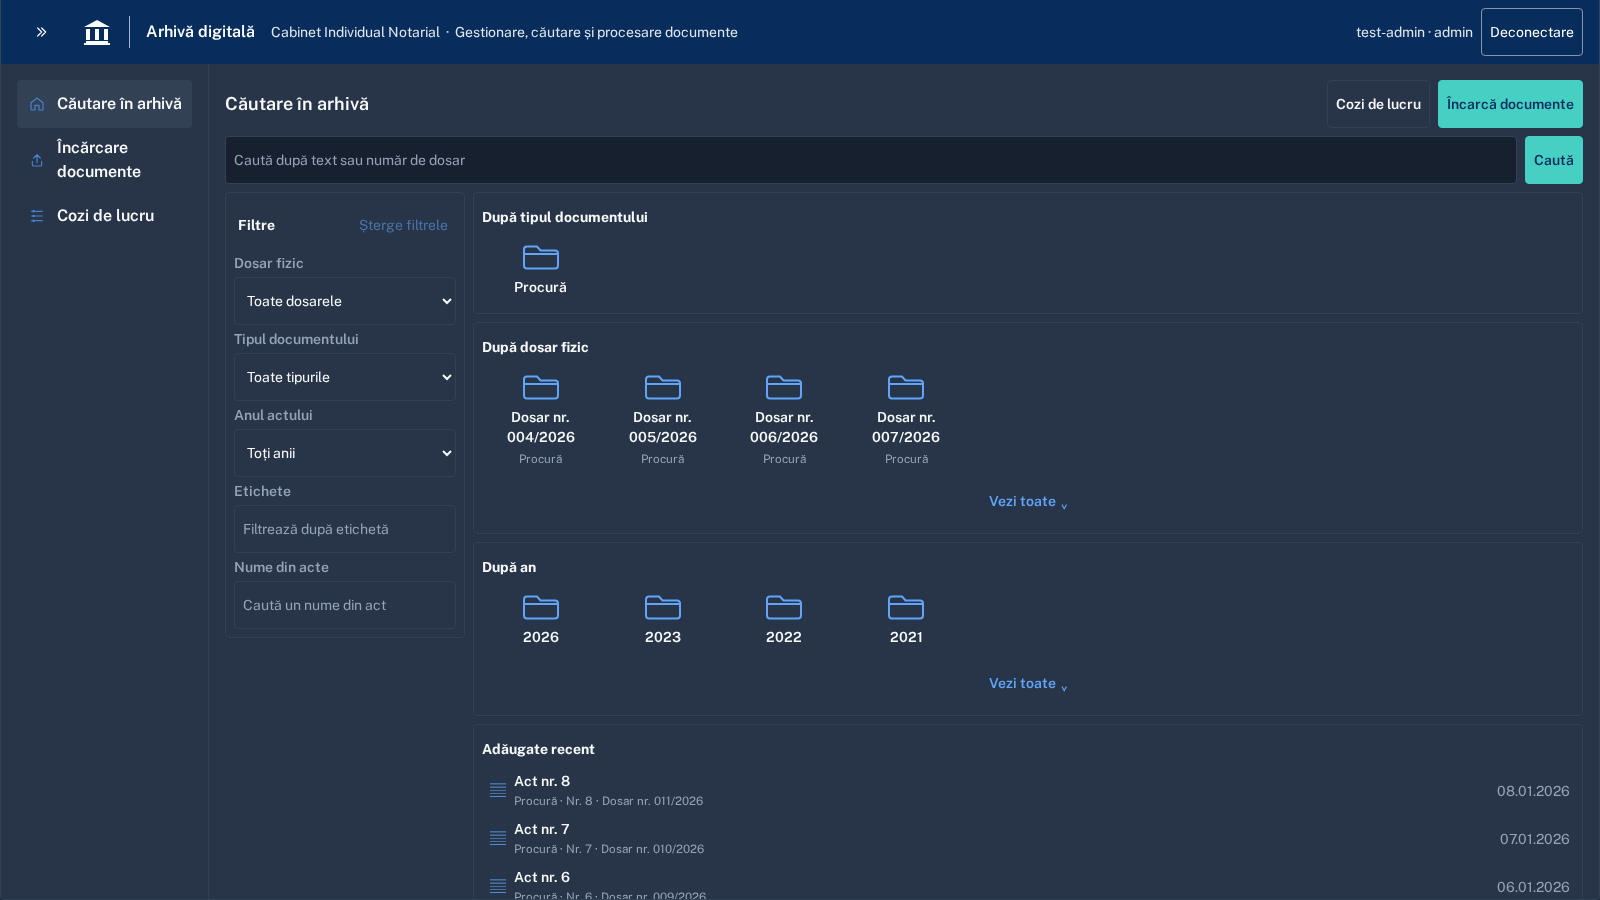 Arhivă digitală Cabinet Individual Notarial · Gestionare, căutare și procesare documente test-admin · admin Deconectare
Căutare în arhivă
Încărcare
documente
Cozi de lucru
Căutare în arhivă Cozi de lucru Încarcă documente
Caută după text sau număr de dosar Caută
Filtre Șterge filtrele
Dosar fizic
Toate dosarele
Tipul documentului
Toate tipurile
Anul actului
Toți anii
Etichete
Filtrează după etichetă
Nume din acte
Caută un nume din act
După tipul documentului
Procură
După dosar fizic
Dosar nr.
004/2026
Procură
Dosar nr.
005/2026
Procură
Dosar nr.
006/2026
Procură
Dosar nr.
007/2026
Procură
Vezi toate
După an
2026 2023 2022 2021
Vezi toate
Adăugate recent
Act nr. 8
Procură · Nr. 8 · Dosar nr. 011/2026
08.01.2026
Act nr. 7
Procură · Nr. 7 · Dosar nr. 010/2026
07.01.2026
Act nr. 6
Procură · Nr. 6 · Dosar nr. 009/2026
06.01.2026